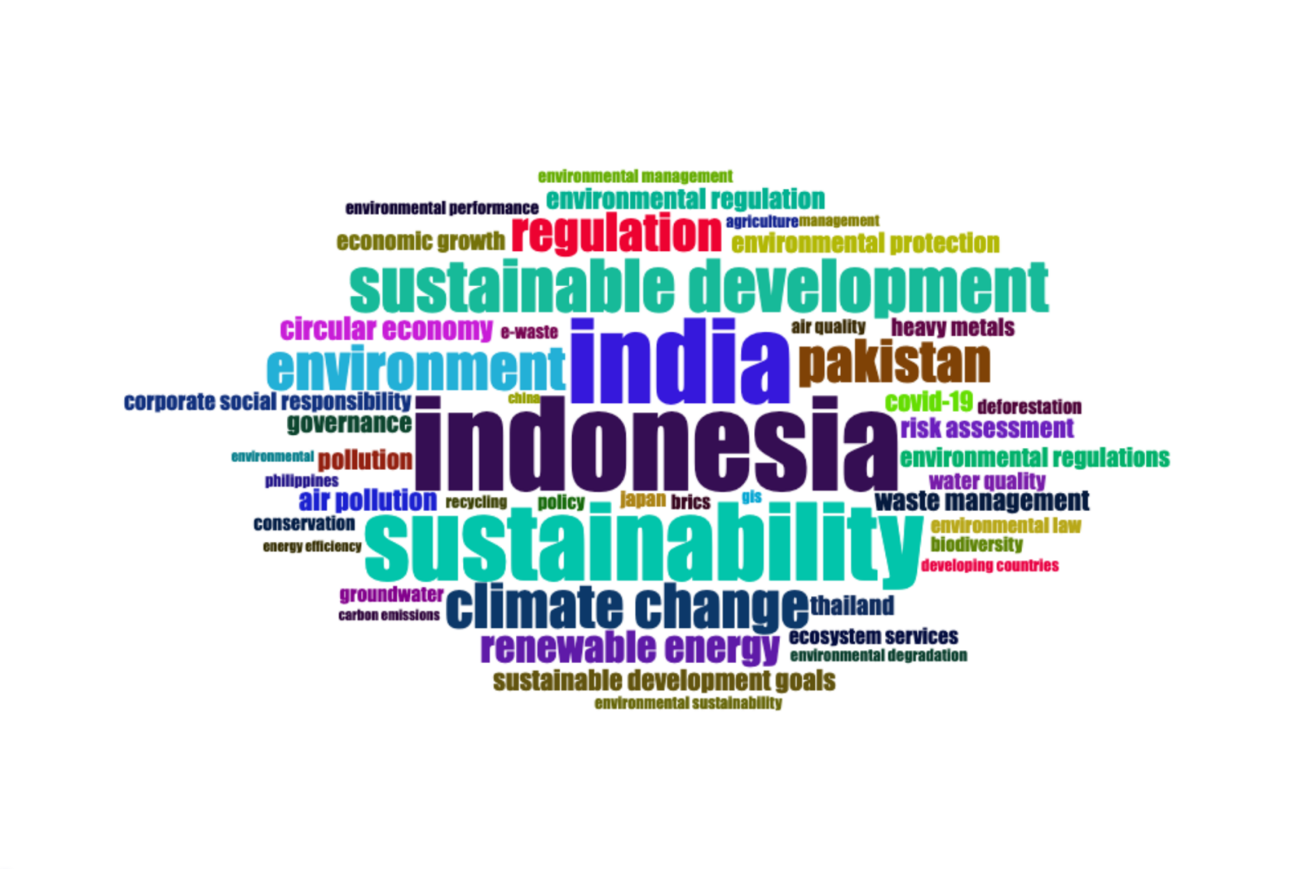 environmental management
environmental performance environmental regulation
economic growth regulation agriculture management
environmental protection
sustainable development
circular economy e-waste india air quality heavy metals
environment pakistan
corporate social responsibility china covid-19 deforestation
governance indonesia risk assessment
environmental pollution environmental regulations
philippines water quality
air pollution recycling policy japan brics gis waste management
conservation sustainability environmental law
energy efficiency biodiversity
developing countries
groundwater climate change thailand
carbon emissions
renewable energy ecosystem services
environmental degradation
sustainable development goals
environmental sustainability